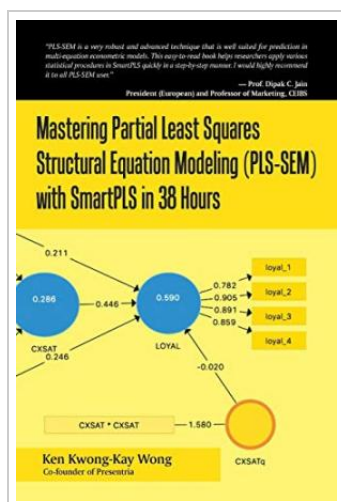 "PLS-SEM is a very robust and advanced technique that is well suited for prediction in
multi-equation econometric models. This easy-to-read book helps researchers apply various
statistical procedures in SmartPLS quickly in a step-by-step manner. I would highly recommend
it to all PLS-SEM user."
— Prof. Dipak C. Jain
President (European) and Professor of Marketing, CEIBS
Mastering Partial Least Squares
Structural Equation Modeling (PLS-SEM)
with SmartPLS in 38 Hours
0.211
loyal_1
0.782
0.286
0.446
0.590
0.905
loyal_2
0.891
loyal_3
0.859
CXSAT
LOYAL
loyal_4
0.246
-0.020
CXSAT * CXSAT
1.580
CXSATq
Ken Kwong-Kay Wong
Co-founder of Presentria